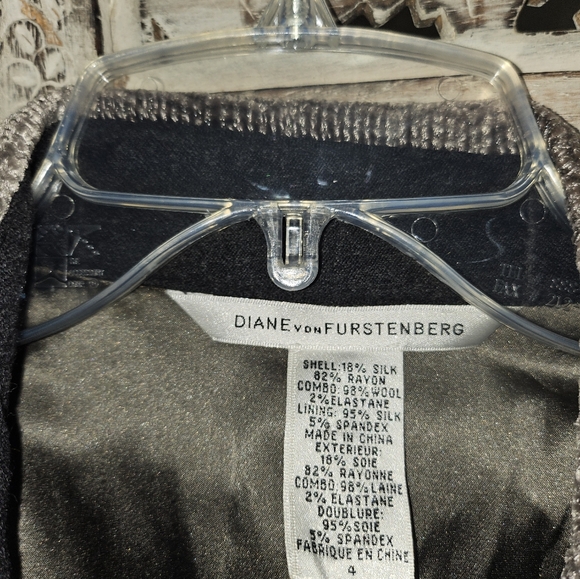 DIANE VON FURSTENBERG
SHELL:18% SILK
82% RAYON
COMBO:98%WOOL
2%ELASTANE
LINING: 95% SILK
5% SPANDEX
MADE IN CHINA
EXTERIEUR:
18% SOIE
82% RAYONNE
COMBO:98%LAINE
2% ELASTANE
DOUBLURE:
95%SOIE
5% SPANDEX
FABRIQUE EN CHINE
4